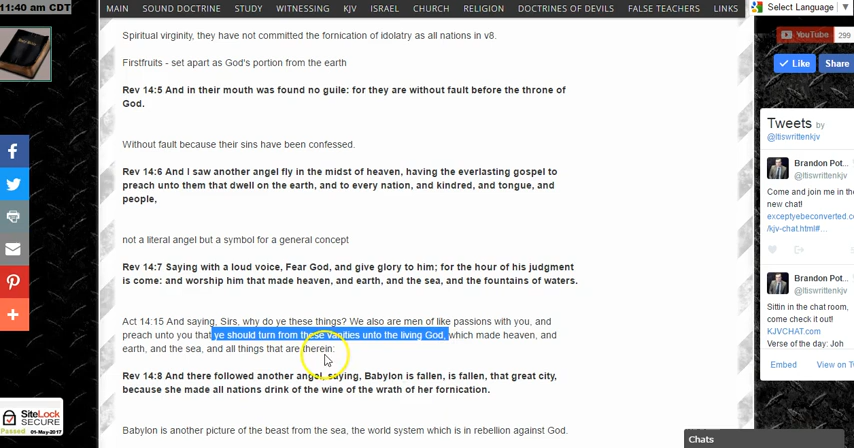 11:40 am CDT
MAIN SOUND DOCTRINE STUDY WITNESSING KJV ISRAEL CHURCH RELIGION DOCTRINES OF DEVILS FALSE TEACHERS LINKS
Select Language
YouTube 299
Like Share
Spiritual virginity, they have not committed the fornication of idolatry as all nations in v8.
Firstfruits - set apart as God's portion from the earth
Rev 14:5 And in their mouth was found no guile: for they are without fault before the throne of
God.
Without fault because their sins have been confessed.
Rev 14:6 And I saw another angel fly in the midst of heaven, having the everlasting gospel to
preach unto them that dwell on the earth, and to every nation, and kindred, and tongue, and
people,
not a literal angel but a symbol for a general concept
Rev 14:7 Saying with a loud voice, Fear God, and give glory to him; for the hour of his judgment
is come: and worship him that made heaven, and earth, and the sea, and the fountains of waters.
Act 14:15 And saying, Sirs, why do ye these things? We also are men of like passions with you, and
preach unto you that ye should turn from these vanities unto the living God, which made heaven, and
earth, and the sea, and all things that are therein:
Rev 14:8 And there followed another angel, saying, Babylon is fallen, is fallen, that great city,
because she made all nations drink of the wine of the wrath of her fornication.
Babylon is another picture of the beast from the sea, the world system which is in rebellion against God.
Tweets by
@Itiswrittenkjv
Brandon Pot...
@Itiswrittenkjv
Come and join me in the
new chat!
exceptyebeconverted.c
/kjv-chat.html#...
Brandon Pot...
@Itiswrittenkjv
Sittin in the chat room,
come check it out!
KJVCHAT.com
Verse of the day: Joh
Embed View on Tw
SiteLock
SECURE
Passed 01-May-2017
Chats